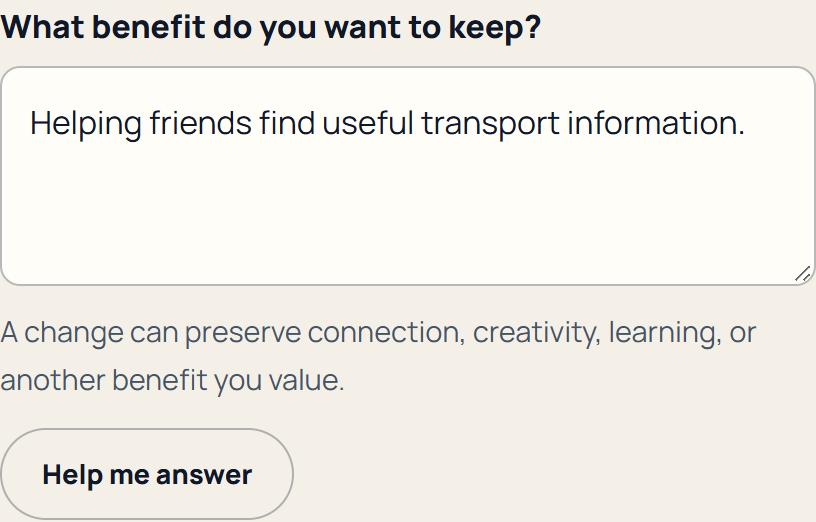 What benefit do you want to keep?
Helping friends find useful transport information.
A change can preserve connection, creativity, learning, or
another benefit you value.
Help me answer